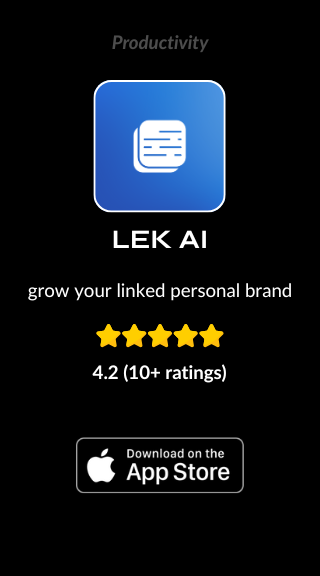 Productivity
LEK AI
grow your linked personal brand
4.2 (10+ ratings)
Download on the
App Store